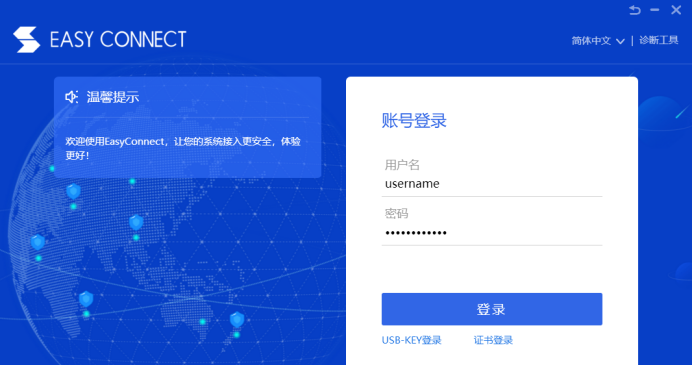 EASY CONNECT
简体中文 | 诊断工具
温馨提示
欢迎使用EasyConnect，让您的系统接入更安全，体验
更好！
账号登录
用户名
username
密码
••••••••••••
登录
USB-KEY登录 证书登录